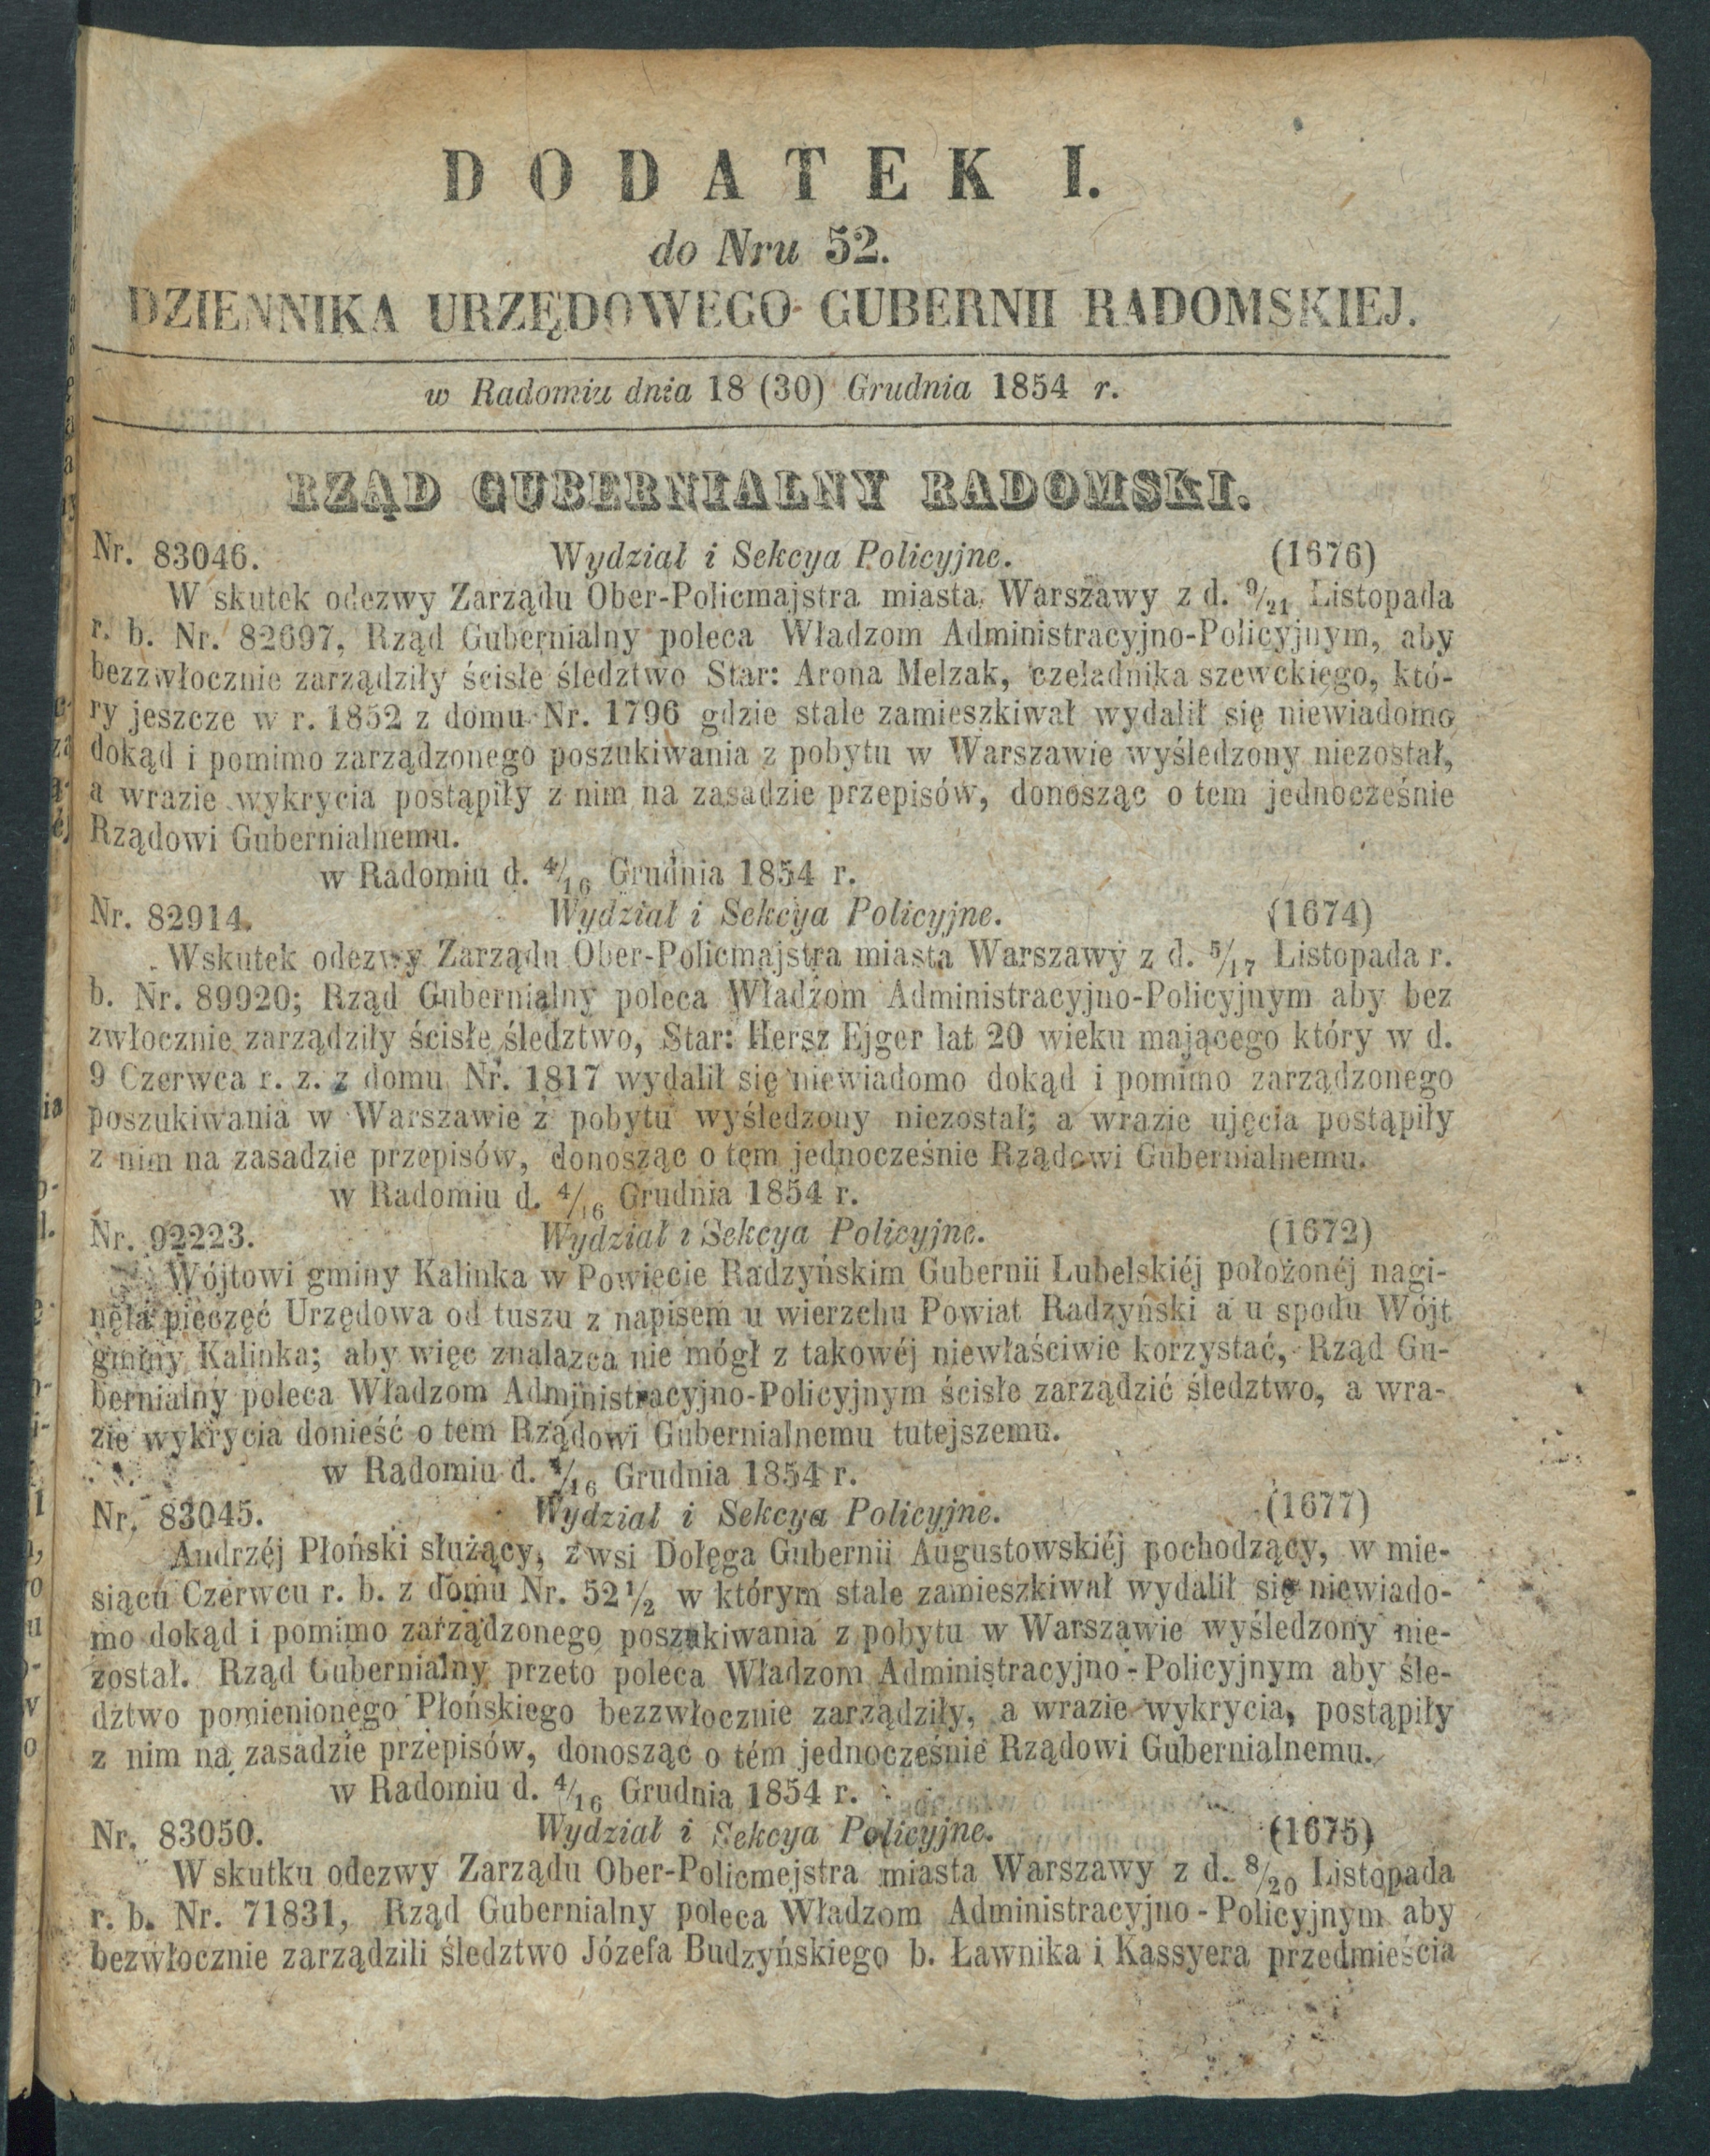 DODATEK I.
do Nru 52.
DZIENNIKA URZĘDOWEGO GUBERNII RADOMSKIEJ.
w Radomiu dnia 18 (30) Grudnia 1854 r.
RZĄD GUBERNIALNY RADOMSKI.
Nr. 83046. Wydział i Sekcya Policyjne. (1676)
W skutek odezwy Zarządu Ober-Policmajstra miasta Warszawy z d. 9/21 Listopada
r. b. Nr. 82697, Rząd Gubernialny poleca Władzom Administracyjno-Policyjnym, aby
bezzwłocznie zarządziły ścisłe śledztwo Star: Arona Melzak, czeladnika szewckiego, któ-
ry jeszcze w r. 1852 z domu Nr. 1796 gdzie stale zamieszkiwał wydalił się niewiadomo
dokąd i pomimo zarządzonego poszukiwania z pobytu w Warszawie wyśledzony niezostał,
a wrazie wykrycia postąpiły z nim na zasadzie przepisów, donosząc o tem jednocześnie
Rządowi Gubernialnemu.
w Radomiu d. 4/16 Grudnia 1854 r.
Nr. 82914. Wydział i Sekcya Policyjne. (1674)
Wskutek odezwy Zarządu Ober-Policmajstra miasta Warszawy z d. 5/17 Listopada r.
b. Nr. 89920; Rząd Gubernialny poleca Władzom Administracyjno-Policyjnym aby bez
zwłocznie zarządziły ścisłe śledztwo, Star: Hersz Ejger lat 20 wieku mającego który w d.
9 Czerwca r. z. z domu Nr. 1817 wydalił się niewiadomo dokąd i pomimo zarządzonego
poszukiwania w Warszawie z pobytu wyśledzony niezostał; a wrazie ujęcia postąpiły
z nim na zasadzie przepisów, donosząc o tem jednocześnie Rządowi Gubernialnemu.
w Radomiu d. 4/16 Grudnia 1854 r.
Nr. 92223. Wydział i Sekcya Policyjne. (1672)
Wójtowi gminy Kalinka w Powiecie Radzyńskim Gubernii Lubelskiéj położonéj nagi-
nęła pieczęć Urzędowa od tuszu z napisem u wierzchu Powiat Radzyński a u spodu Wójt
gminy Kalinka; aby więc znalazca nie mógł z takowéj niewłaściwie korzystać, Rząd Gu-
bernialny poleca Władzom Administracyjno-Policyjnym ścisłe zarządzić śledztwo, a wra-
zie wykrycia donieść o tem Rządowi Gubernialnemu tutejszemu.
w Radomiu d. 4/16 Grudnia 1854 r.
Nr. 83045. Wydział i Sekcya Policyjne. (1677)
Andrzéj Płoński służący, z wsi Dołęga Gubernii Augustowskiéj pochodzący, w mie-
siącu Czerwcu r. b. z domu Nr. 52 1/2 w którym stale zamieszkiwał wydalił się niewiado-
mo dokąd i pomimo zarządzonego poszukiwania z pobytu w Warszawie wyśledzony nie-
został. Rząd Gubernialny przeto poleca Władzom Administracyjno-Policyjnym aby śle-
dztwo pomienionego Płońskiego bezzwłocznie zarządziły, a wrazie wykrycia, postąpiły
z nim na zasadzie przepisów, donosząc o tém jednocześnie Rządowi Gubernialnemu.
w Radomiu d. 4/16 Grudnia 1854 r.
Nr. 83050. Wydział i Sekcya Policyjne. (1675)
W skutku odezwy Zarządu Ober-Policmejstra miasta Warszawy z d. 8/20 Listopada
r. b. Nr. 71831, Rząd Gubernialny poleca Władzom Administracyjno-Policyjnym aby
bezwłocznie zarządzili śledztwo Józefa Budzyńskiego b. Ławnika i Kassyera przedmieścia